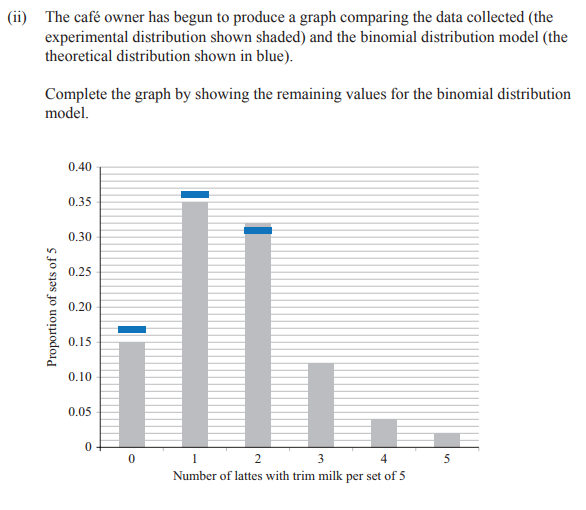 (ii) The café owner has begun to produce a graph comparing the data collected (the
experimental distribution shown shaded) and the binomial distribution model (the
theoretical distribution shown in blue).
Complete the graph by showing the remaining values for the binomial distribution
model.
Proportion of sets of 5
0.40
0.35
0.30
0.25
0.20
0.15
0.10
0.05
0
0 1 2 3 4 5
Number of lattes with trim milk per set of 5